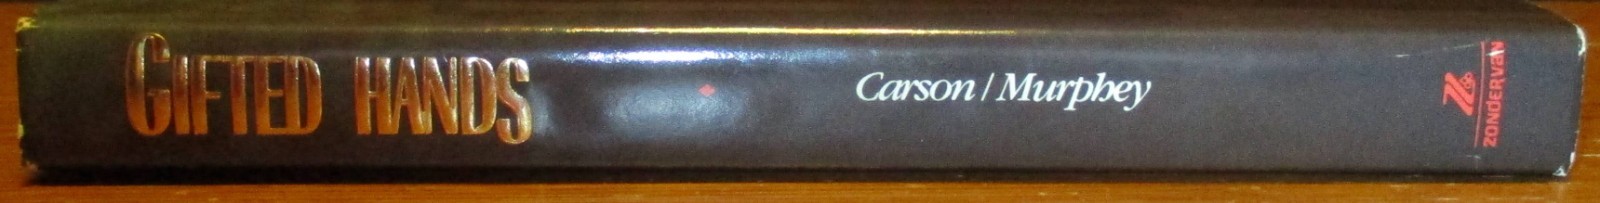 GIFTED HANDS
Carson / Murphey
ZONDERVAN